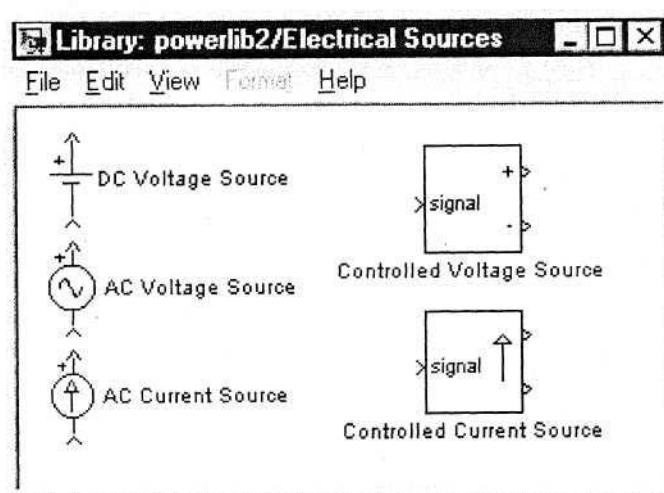 Library: powerlib2/Electrical Sources
File Edit View Format Help
+
DC Voltage Source
+
AC Voltage Source
+
AC Current Source
+
signal
-
Controlled Voltage Source
signal
Controlled Current Source